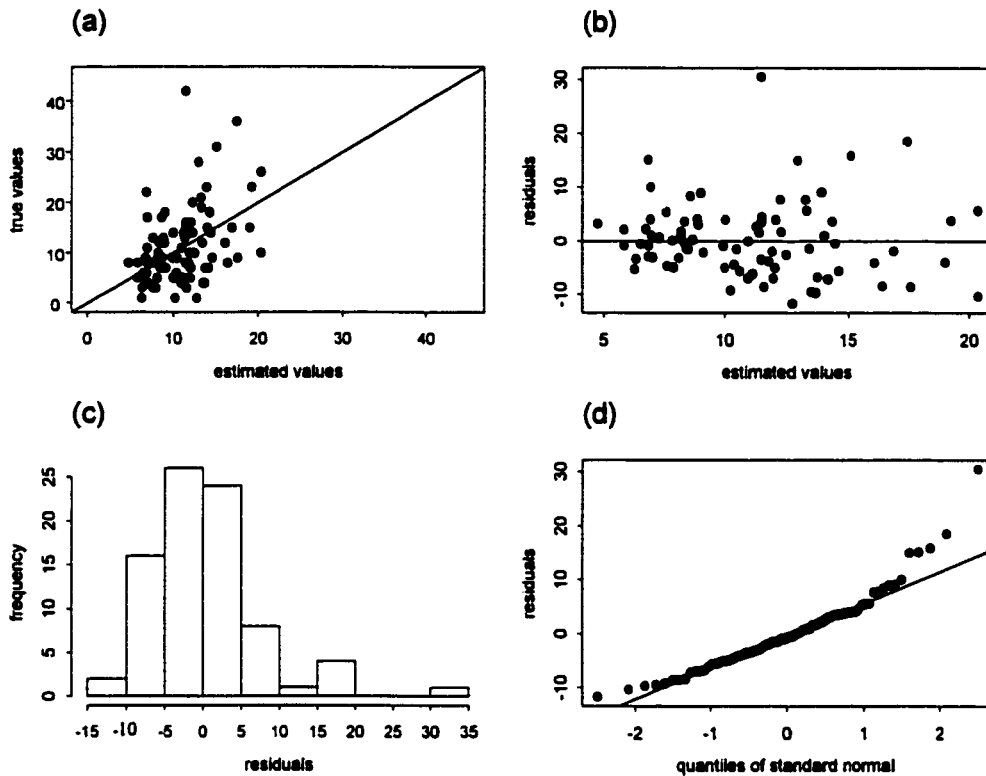 (a)
true values
40
30
20
10
0
0 10 20 30 40
estimated values
(b)
residuals
30
20
10
0
-10
5 10 15 20
estimated values
(c)
frequency
25
15
5
0
-15 -10 -5 0 5 10 15 20 25 30 35
residuals
(d)
residuals
30
20
10
0
-10
-2 -1 0 1 2
quantiles of standard normal